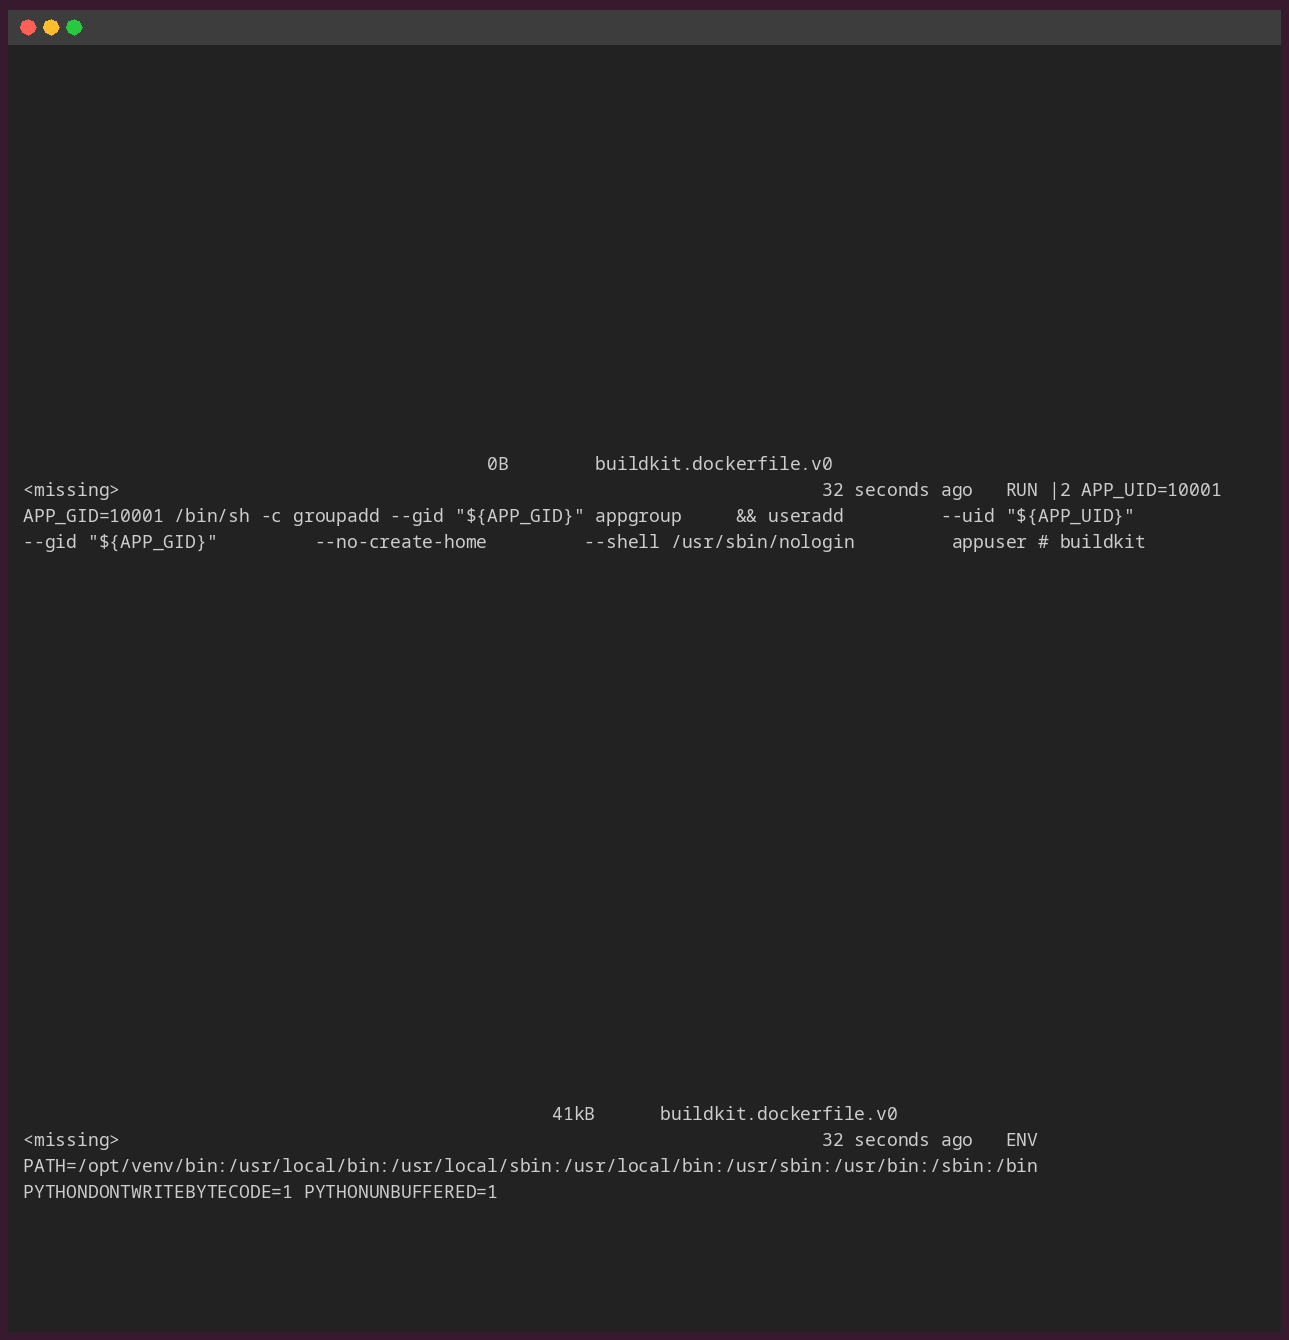 0B        buildkit.dockerfile.v0
<missing>                                                                 32 seconds ago   RUN |2 APP_UID=10001
APP_GID=10001 /bin/sh -c groupadd --gid "${APP_GID}" appgroup     && useradd         --uid "${APP_UID}"
--gid "${APP_GID}"         --no-create-home         --shell /usr/sbin/nologin         appuser # buildkit
41kB      buildkit.dockerfile.v0
<missing>                                                                 32 seconds ago   ENV
PATH=/opt/venv/bin:/usr/local/bin:/usr/local/sbin:/usr/local/bin:/usr/sbin:/usr/bin:/sbin:/bin
PYTHONDONTWRITEBYTECODE=1 PYTHONUNBUFFERED=1